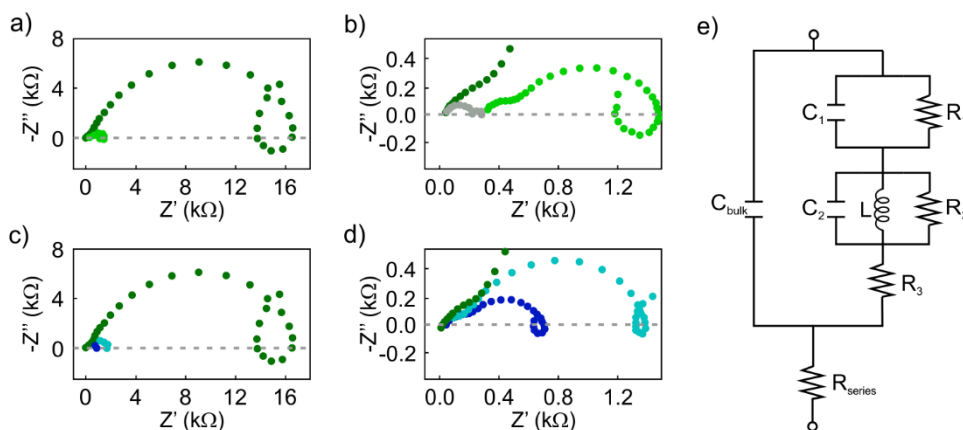 a)
-Z'' (kΩ)
8
4
0
0 4 8 12 16
Z' (kΩ)
b)
-Z'' (kΩ)
0.4
0.2
0.0
-0.2
0.0 0.4 0.8 1.2
Z' (kΩ)
c)
-Z'' (kΩ)
8
4
0
0 4 8 12 16
Z' (kΩ)
d)
-Z'' (kΩ)
0.4
0.2
0.0
-0.2
0.0 0.4 0.8 1.2
Z' (kΩ)
e)
C1
R
Cbulk
C2
L
R
R3
Rseries